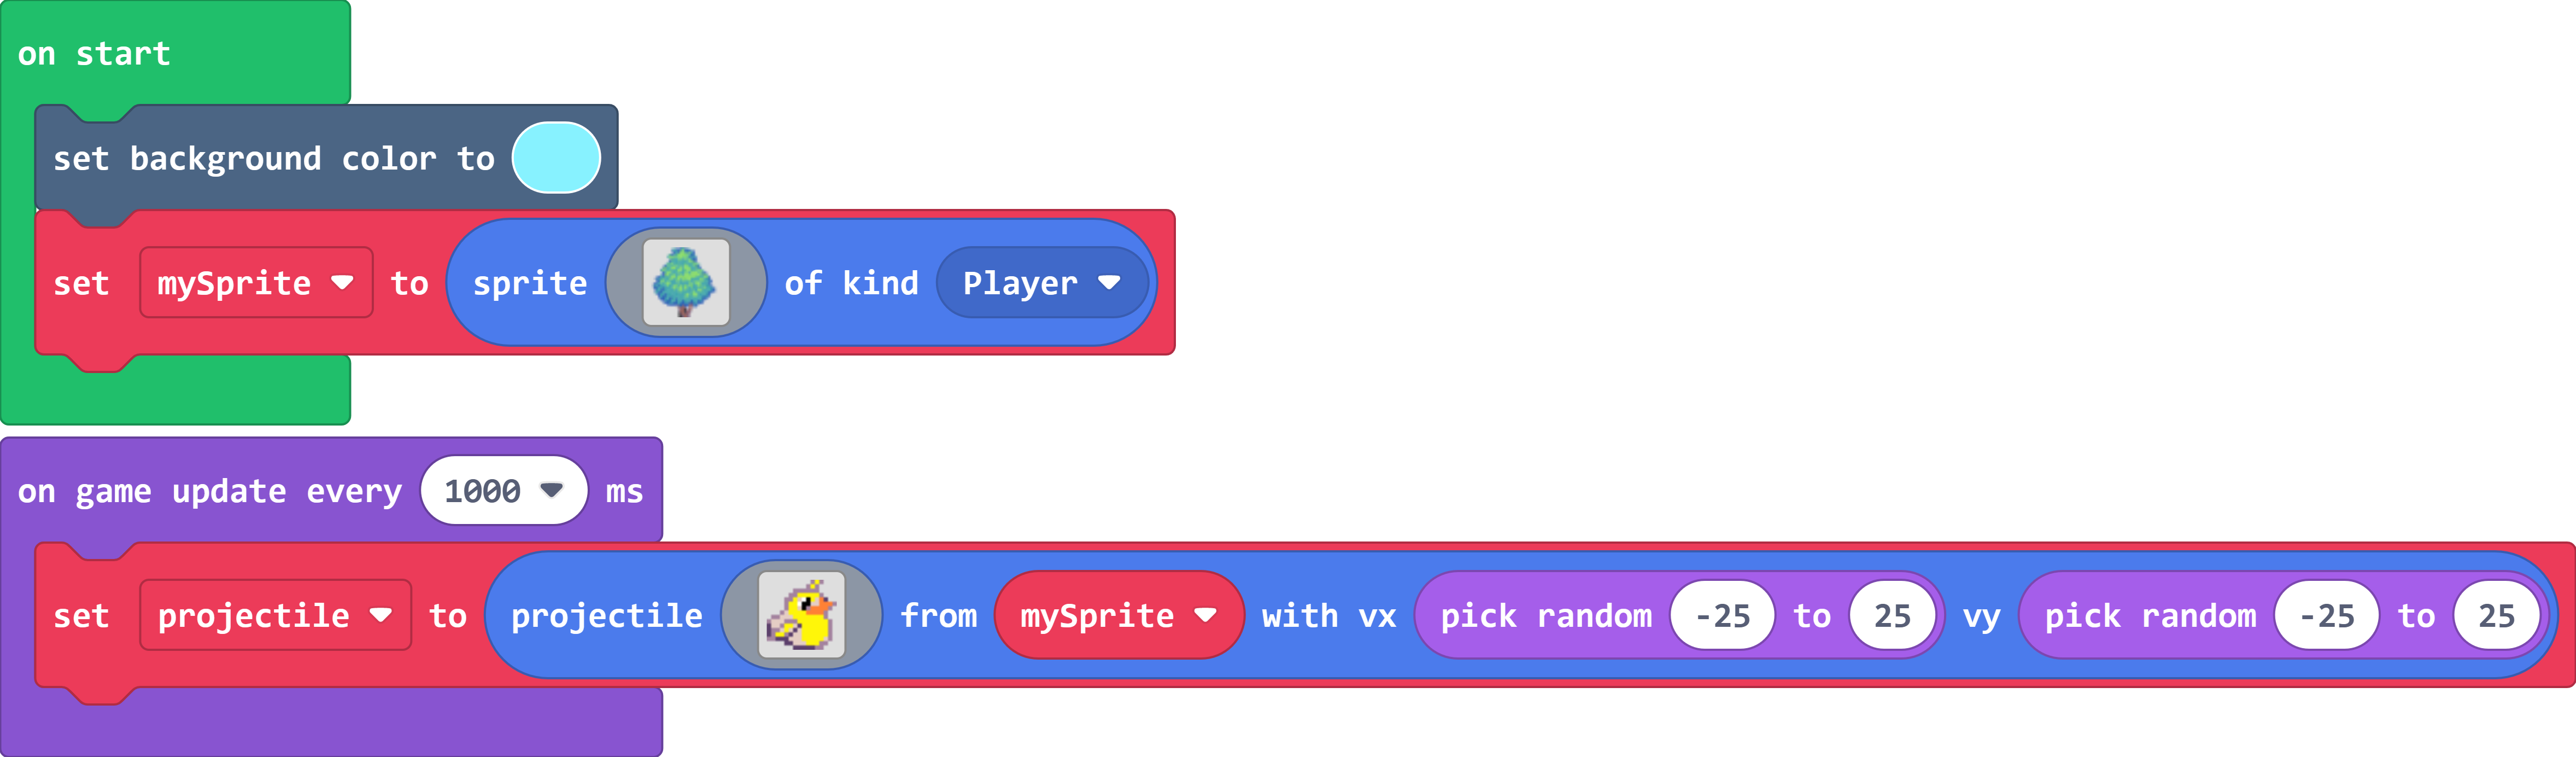 on start
set background color to
set mySprite to sprite of kind Player
on game update every 1000 ms
set projectile to projectile from mySprite with vx pick random -25 to 25 vy pick random -25 to 25